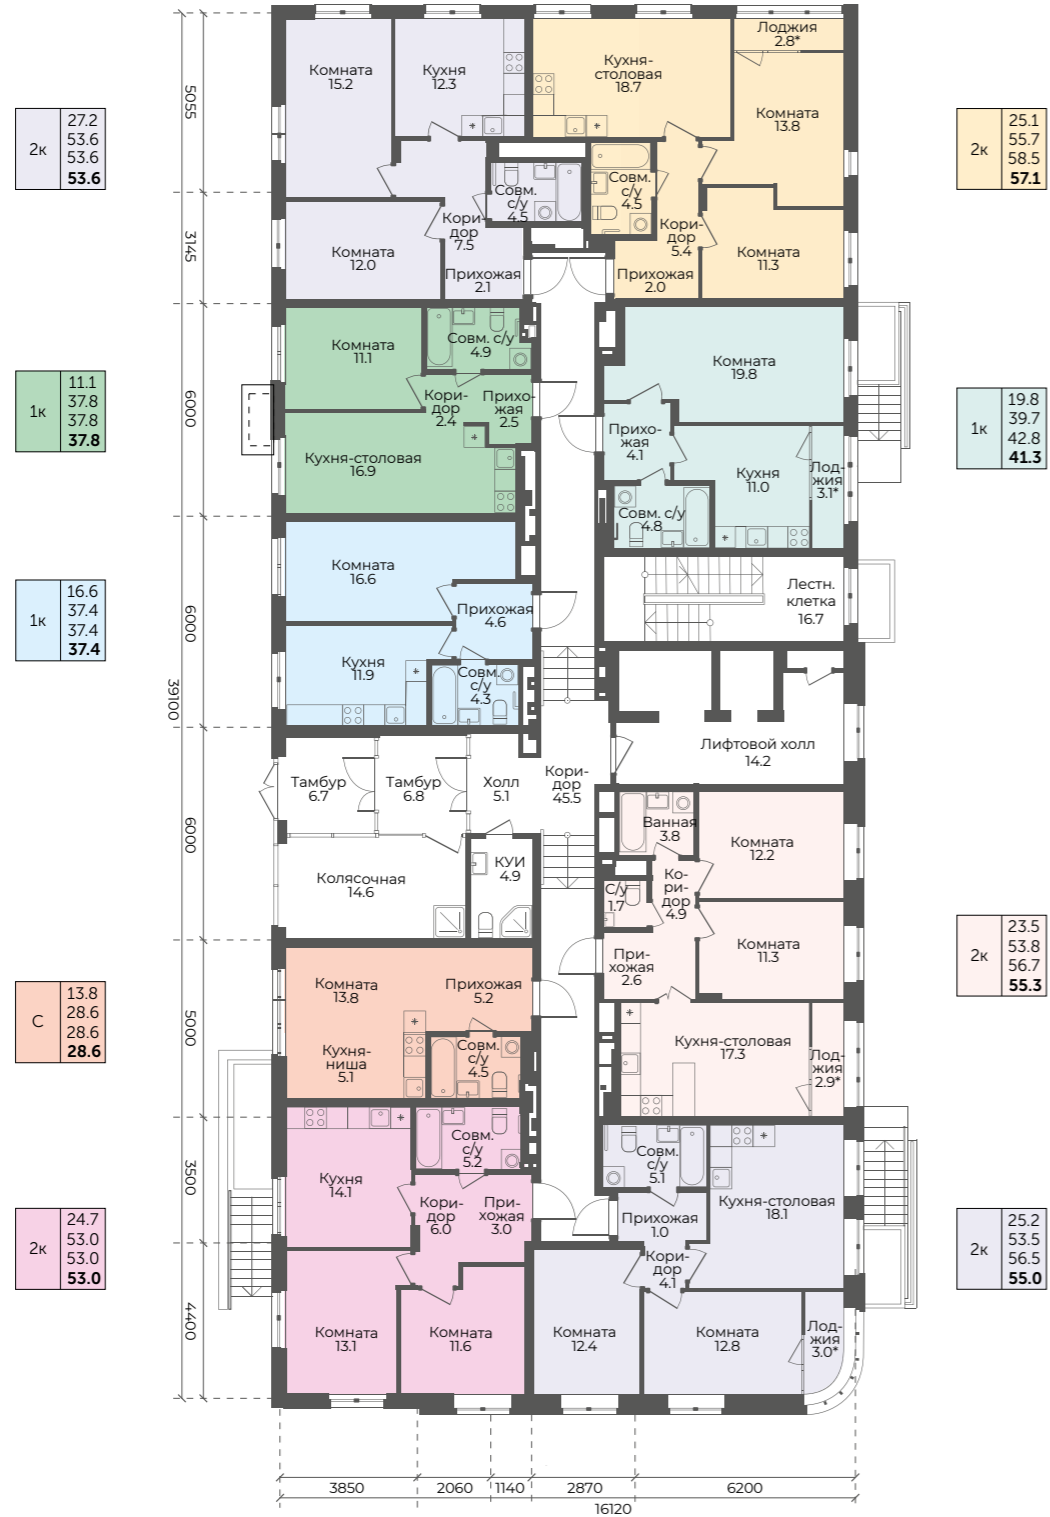 Лоджия
2.8*
Комната
15.2
Кухня
12.3
Кухня-
столовая
18.7
Комната
13.8
5055
2к
27.2
53.6
53.6
53.6
2к
25.1
55.7
58.5
57.1
Совм.
с/у
4.5
Совм.
с/у
4.5
Кори-
дор
7.5
Кори-
дор
5.4
Комната
12.0
Комната
11.3
3145
Прихожая
2.1
Прихожая
2.0
Комната
11.1
Совм. с/у
4.9
Комната
19.8
1к
11.1
37.8
37.8
37.8
6000
Кори-
дор
2.4
Прихо-
жая
2.5
Прихо-
жая
4.1
1к
19.8
39.7
42.8
41.3
Кухня-столовая
16.9
Кухня
11.0
Лод-
жия
3.1*
Совм. с/у
4.8
Комната
16.6
1к
16.6
37.4
37.4
37.4
6000
Прихожая
4.6
Лестн.
клетка
16.7
Кухня
11.9
Совм.
с/у
4.3
39100
Лифтовой холл
14.2
Тамбур
6.7
Тамбур
6.8
Холл
5.1
Кори-
дор
45.5
6000
Ванная
3.8
Комната
12.2
Колясочная
14.6
КУИ
4.9
С/у
1.7
Ко-
ри-
дор
4.9
Комната
11.3
При-
хожая
2.6
2к
23.5
53.8
56.7
55.3
Комната
13.8
Прихожая
5.2
С
13.8
28.6
28.6
28.6
5000
Кухня-
ниша
5.1
Совм.
с/у
4.5
Кухня-столовая
17.3
Лод-
жия
2.9*
Совм.
с/у
5.2
Совм.
с/у
5.1
Кухня
14.1
3500
Кори-
дор
6.0
При-
хожая
3.0
Прихожая
1.0
Кухня-столовая
18.1
2к
24.7
53.0
53.0
53.0
Кори-
дор
4.1
2к
25.2
53.5
56.5
55.0
4400
Комната
13.1
Комната
11.6
Комната
12.4
Комната
12.8
Лод-
жия
3.0*
3850
2060
1140
2870
6200
16120